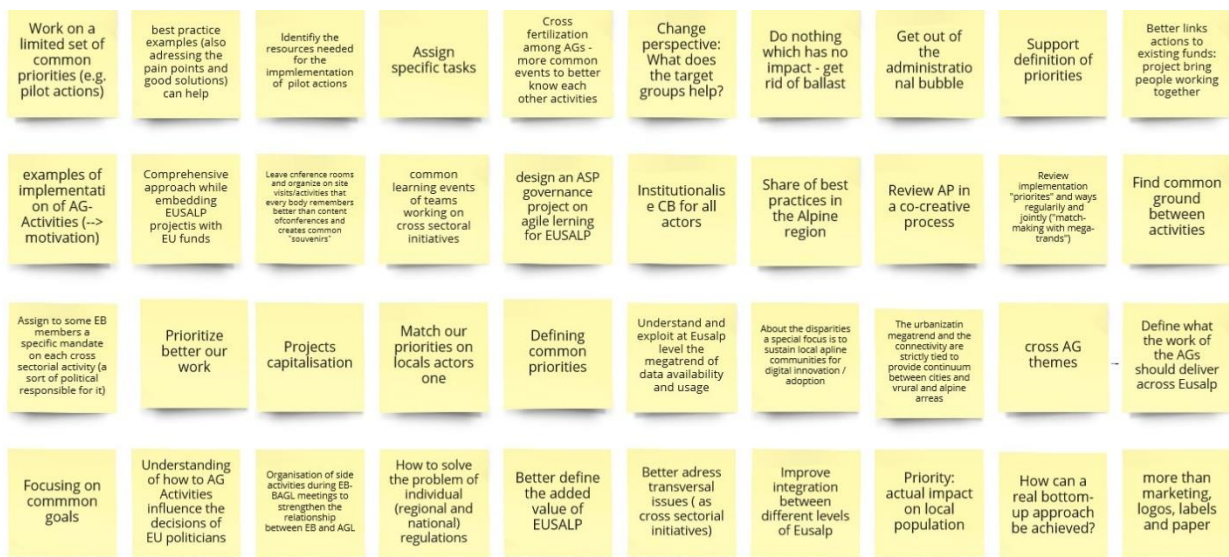 Work on a
limited set of
common
priorities (e.g.
pilot actions)
best practice
examples (also
adressing the
pain points and
good solutions)
can help
Identifiy the
resources needed
for the
impmlementation
of pilot actions
Assign
specific tasks
Cross
fertilization
among AGs -
more common
events to better
know each
other activities
Change
perspective:
What does
the target
groups help?
Do nothing
which has no
impact - get
rid of ballast
Get out of
the
administratio
nal bubble
Support
definition of
priorities
Better links
actions to
existing funds:
project bring
people working
together
examples of
implementati
on of AG-
Activities (-->
motivation)
Comprehensive
approach while
embedding
EUSALP
projectis with
EU funds
Leave cnference rooms
and organize on site
visits/activities that
every body remembers
better than content
ofconferences and
creates common
"souvenirs"
common
learning events
of teams
working on
cross sectoral
initiatives
design an ASP
governance
project on
agile lerning
for EUSALP
Institutionalis
e CB for all
actors
Share of best
practices in
the Alpine
region
Review AP in
a co-creative
process
Review
implementation
"priorites" and ways
regularily and
jointly ("match-
making with mega-
trands")
Find common
ground
between
activities
Assign to some EB
members a
specific mandate
on each cross
sectorial activity (a
sort of political
responsible for it)
Prioritize
better our
work
Projects
capitalisation
Match our
priorities on
locals actors
one
Defining
common
priorities
Understand and
exploit at Eusalp
level the
megatrend of
data availability
and usage
About the disparities
a special focus is to
sustain local apline
communities for
digital innovation /
adoption
The urbanizatin
megatrend and the
connectivity are
strictly tied to
provide continuum
between cities and
vrural and alpine
arreas
cross AG
themes
Define what
the work of
the AGs
should deliver
across Eusalp
Focusing on
commmon
goals
Understanding
of how to AG
Activities
influence the
decisions of
EU politicians
Organisation of side
activities during EB-
BAGL meetings to
strengthen the
relationship
between EB and AGL
How to solve
the problem of
individual
(regional and
national)
regulations
Better define
the added
value of
EUSALP
Better adress
transversal
issues ( as
cross sectorial
initiatives)
Improve
integration
between
different levels
of Eusalp
Priority:
actual impact
on local
population
How can a
real bottom-
up approach
be achieved?
more than
marketing,
logos, labels
and paper